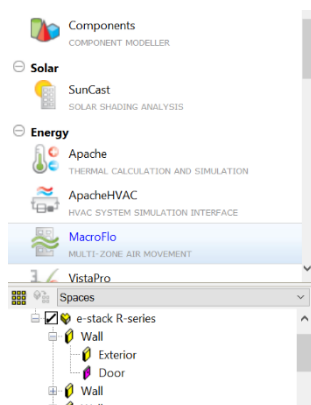 Components
COMPONENT MODELLER
Solar
SunCast
SOLAR SHADING ANALYSIS
Energy
Apache
THERMAL CALCULATION AND SIMULATION
ApacheHVAC
HVAC SYSTEM SIMULATION INTERFACE
MacroFlo
MULTI-ZONE AIR MOVEMENT
VistaPro
Spaces
e-stack R-series
Wall
Exterior
Door
Wall